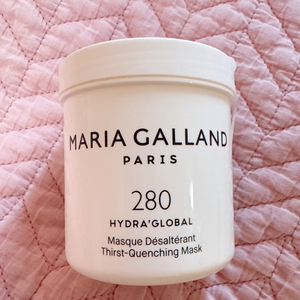 MARIA GALLAND
PARIS
280
HYDRA'GLOBAL
Masque Désaltérant
Thirst-Quenching Mask